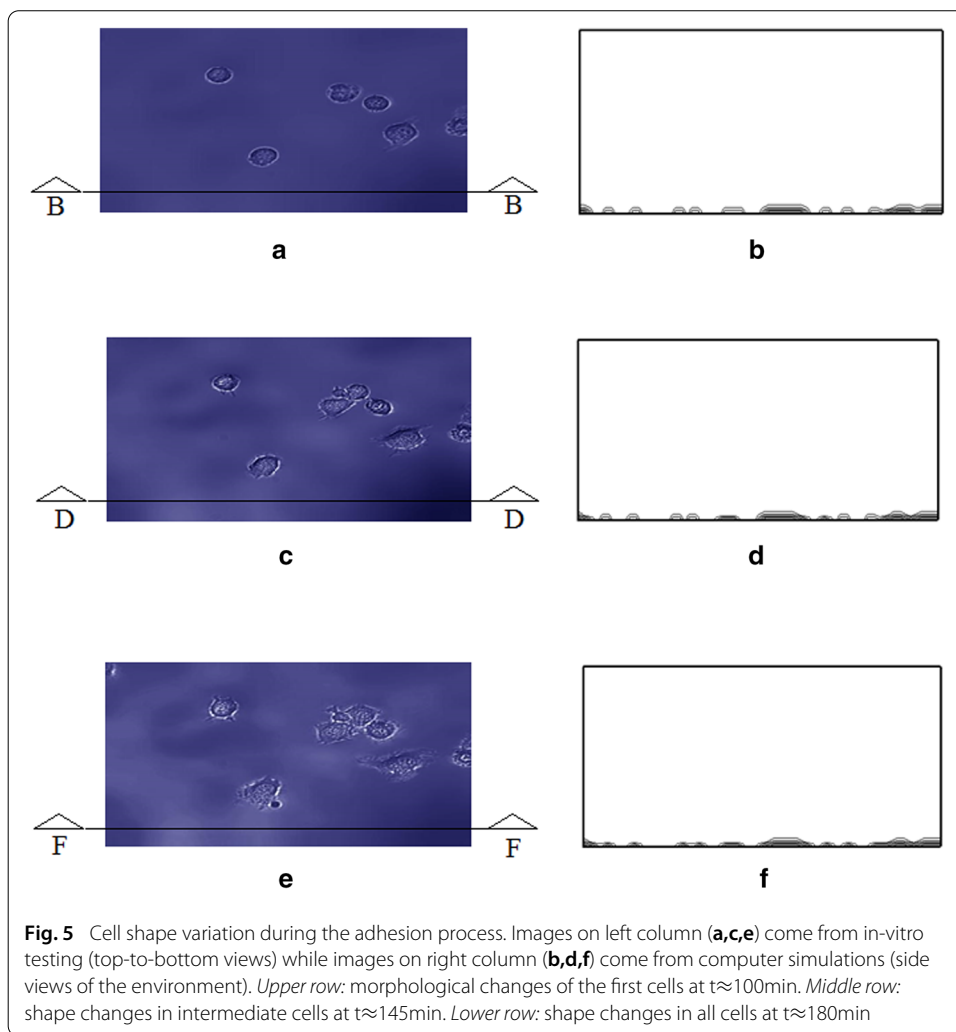 B B
a b
D D
c d
F F
e f
Fig. 5 Cell shape variation during the adhesion process. Images on left column (a,c,e) come from in-vitro
testing (top-to-bottom views) while images on right column (b,d,f) come from computer simulations (side
views of the environment). Upper row: morphological changes of the first cells at t≈100min. Middle row:
shape changes in intermediate cells at t≈145min. Lower row: shape changes in all cells at t≈180min